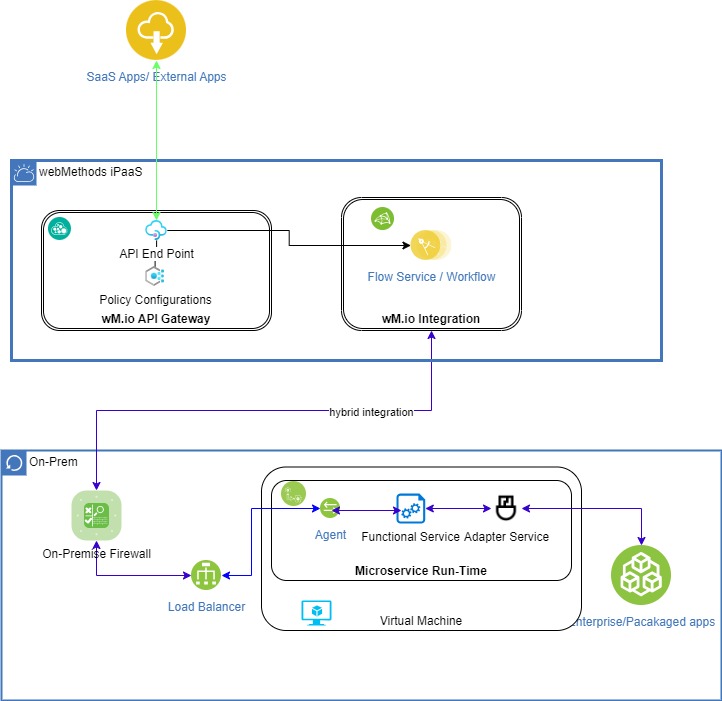 SaaS Apps/ External Apps
webMethods iPaaS
API End Point
Policy Configurations
wM.io API Gateway
Flow Service / Workflow
wM.io Integration
hybrid integration
On-Prem
On-Premise Firewall
Load Balancer
Agent
Functional Service
Adapter Service
Microservice Run-Time
Virtual Machine
nterprise/Pacakaged apps